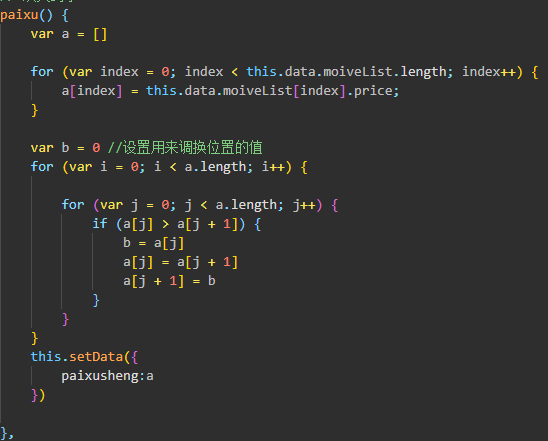 paixu() {
var a = []
for (var index = 0; index < this.data.moiveList.length; index++) {
a[index] = this.data.moiveList[index].price;
}
var b = 0 //设置用来调换位置的值
for (var i = 0; i < a.length; i++) {
for (var j = 0; j < a.length; j++) {
if (a[j] > a[j + 1]) {
b = a[j]
a[j] = a[j + 1]
a[j + 1] = b
}
}
}
this.setData({
paixusheng:a
})
},